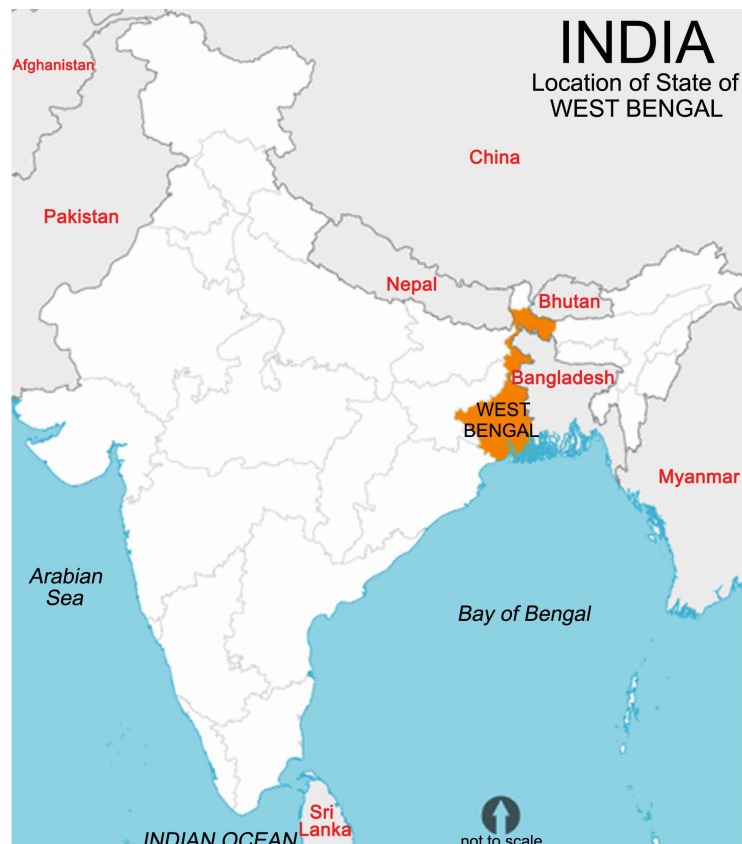 INDIA
Location of State of
WEST BENGAL
Afghanistan
China
Pakistan
Nepal
Bhutan
Bangladesh
WEST
BENGAL
Myanmar
Arabian
Sea
Bay of Bengal
Sri
Lanka
INDIAN OCEAN
not to scale